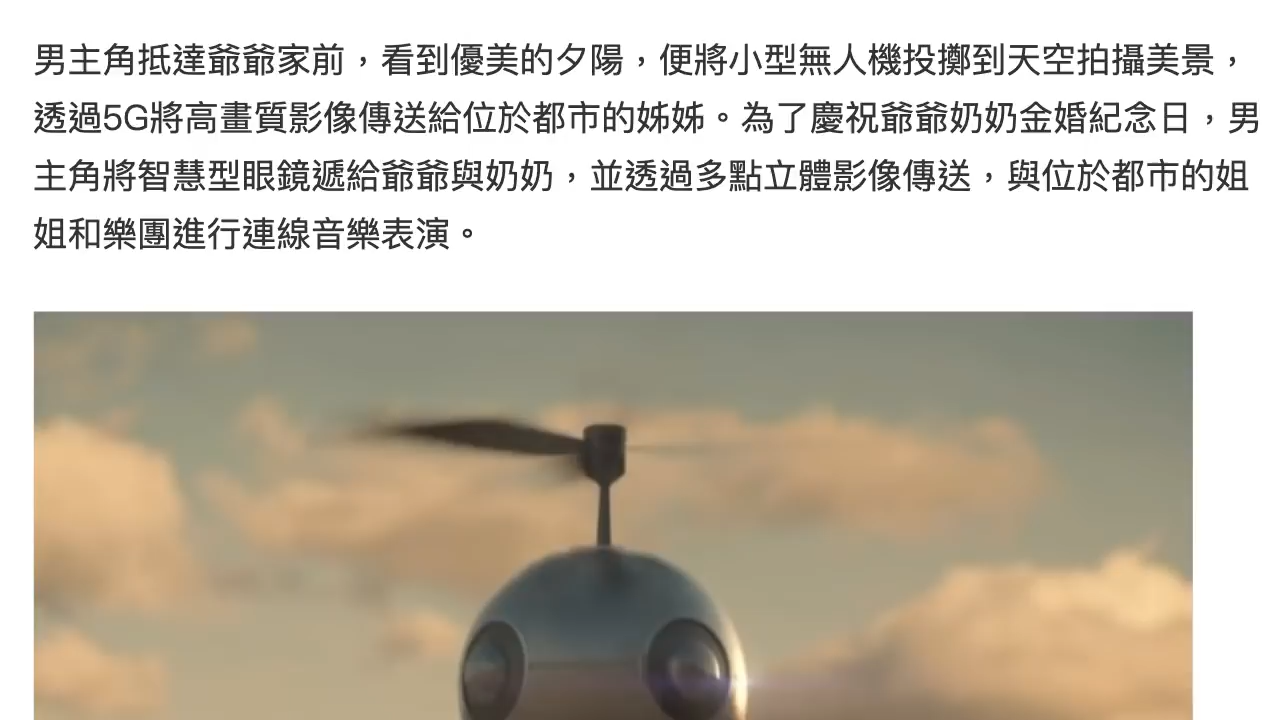 男主角抵達爺爺家前，看到優美的夕陽，便將小型無人機投擲到天空拍攝美景，
透過5G將高畫質影像傳送給位於都市的姊姊。為了慶祝爺爺奶奶金婚紀念日，男
主角將智慧型眼鏡遞給爺爺與奶奶，並透過多點立體影像傳送，與位於都市的姐
姐和樂團進行連線音樂表演。